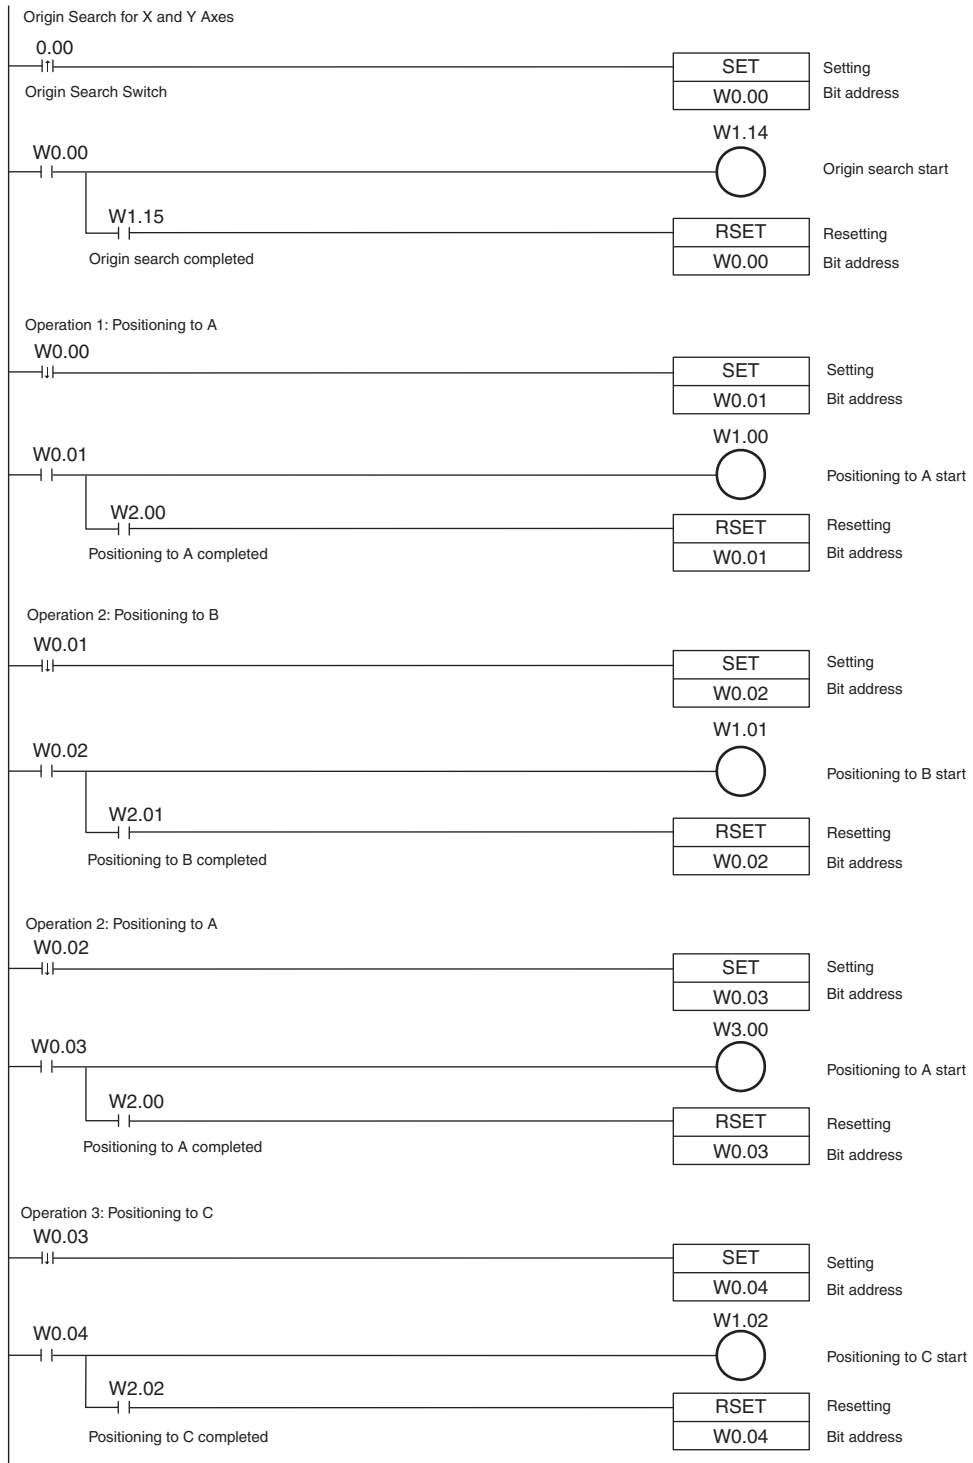 Origin Search for X and Y Axes
0.00
SET
Setting
Origin Search Switch
W0.00
Bit address
W1.14
W0.00
Origin search start
W1.15
RSET
Resetting
Origin search completed
W0.00
Bit address
Operation 1: Positioning to A
W0.00
SET
Setting
W0.01
Bit address
W1.00
W0.01
Positioning to A start
W2.00
RSET
Resetting
Positioning to A completed
W0.01
Bit address
Operation 2: Positioning to B
W0.01
SET
Setting
W0.02
Bit address
W1.01
W0.02
Positioning to B start
W2.01
RSET
Resetting
Positioning to B completed
W0.02
Bit address
Operation 2: Positioning to A
W0.02
SET
Setting
W0.03
Bit address
W3.00
W0.03
Positioning to A start
W2.00
RSET
Resetting
Positioning to A completed
W0.03
Bit address
Operation 3: Positioning to C
W0.03
SET
Setting
W0.04
Bit address
W1.02
W0.04
Positioning to C start
W2.02
RSET
Resetting
Positioning to C completed
W0.04
Bit address